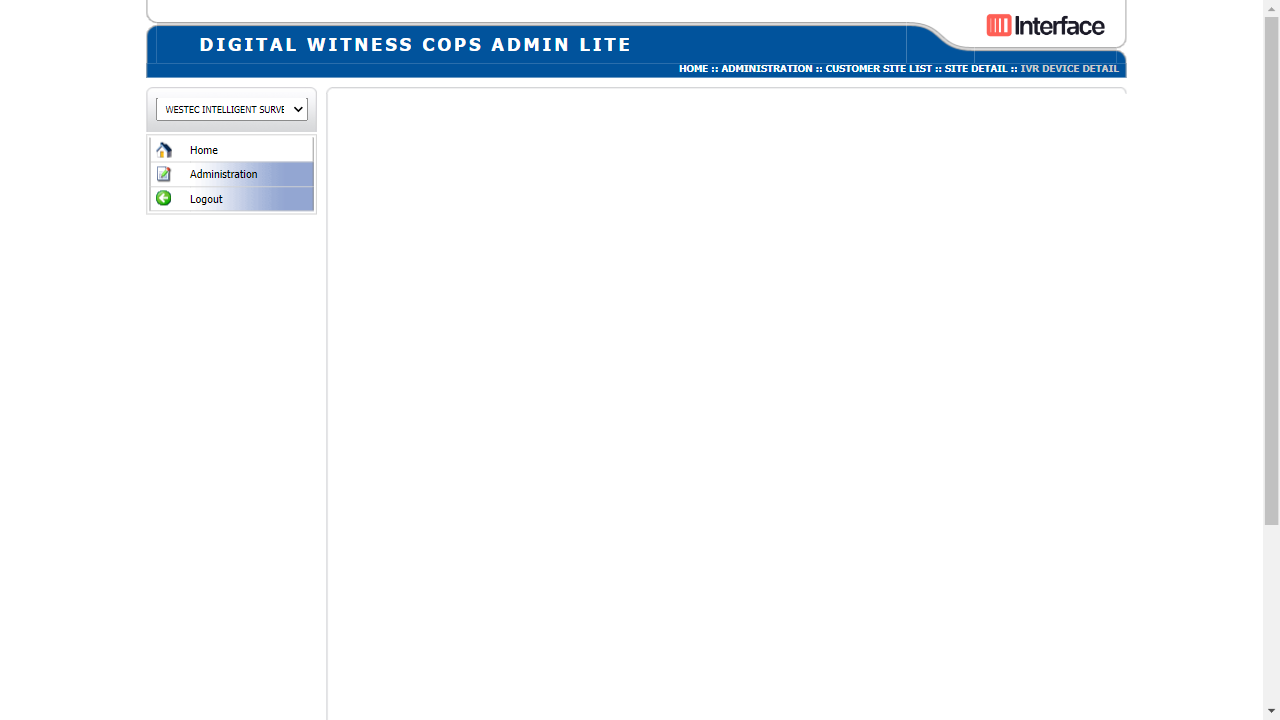 Interface
DIGITAL WITNESS COPS ADMIN LITE
HOME :: ADMINISTRATION :: CUSTOMER SITE LIST :: SITE DETAIL :: IVR DEVICE DETAIL
WESTEC INTELLIGENT SURVE
Home
Administration
Logout